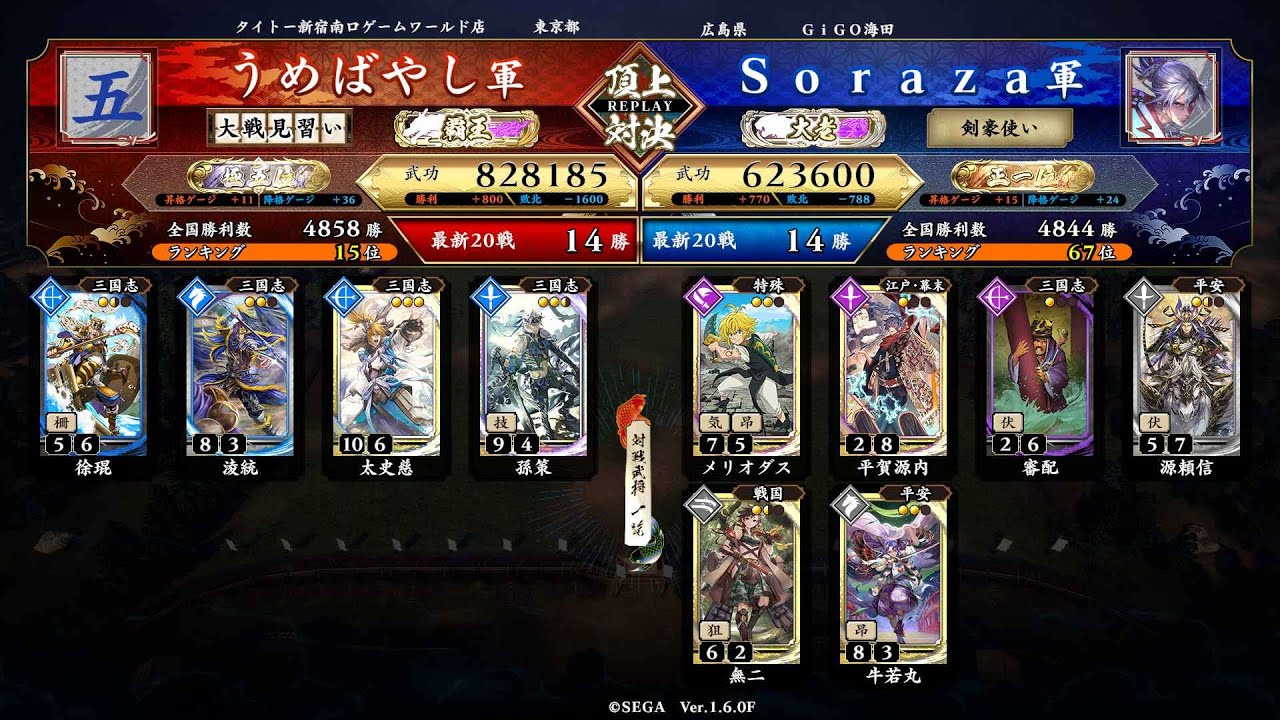 タイトー新宿南口ゲームワールド店 東京都
広島県 GiGO海田
五
うめばやし軍
頂上
REPLAY
対決
Soraza軍
大戦見習い
覇王
大老
剣豪使い
武功 828185
武功 623600
昇格ゲージ +11 降格ゲージ +36
勝利 +800 敗北 -1600
勝利 +770 敗北 -788
昇格ゲージ +15 降格ゲージ +24
全国勝利数 4858勝
最新20戦 14勝
最新20戦 14勝
全国勝利数 4844勝
ランキング 15位
ランキング 67位
三国志
三国志
三国志
三国志
特殊
江戸・幕末
三国志
平安
柵
技
気 昂
伏
伏
5 6
8 3
10 6
9 4
7 5
2 8
2 6
5 7
徐琨
凌統
太史慈
孫策
メリオダス
平賀源内
審配
源頼信
対戦武将一覧
戦国
平安
狙
昂
6 2
8 3
無二
牛若丸
©SEGA Ver.1.6.0F